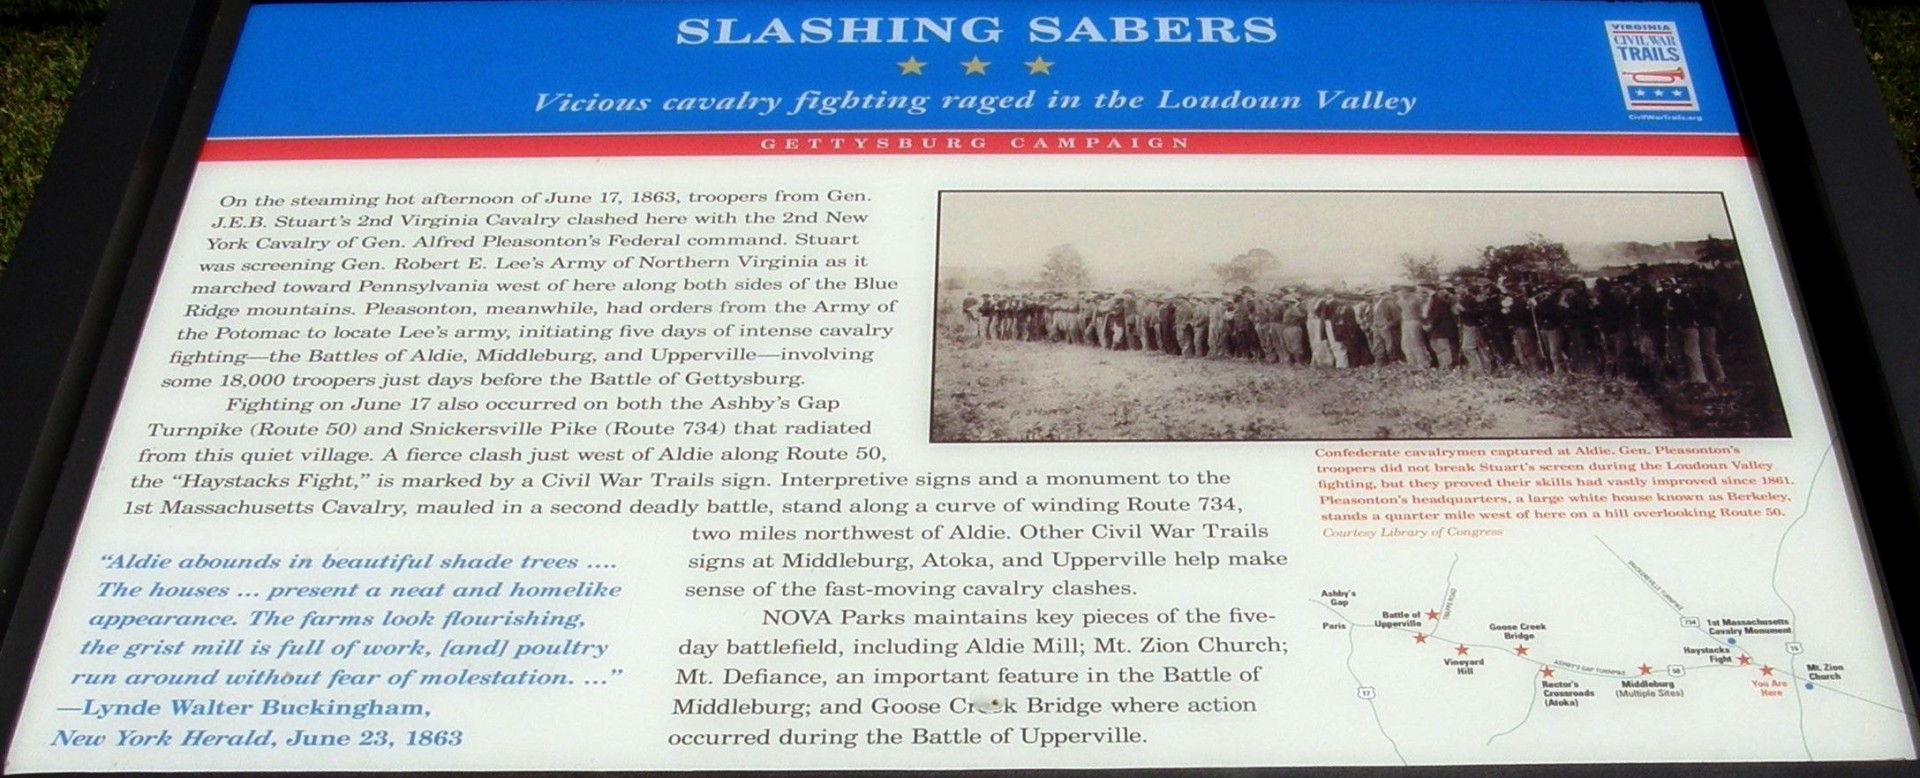 SLASHING SABERS
Vicious cavalry fighting raged in the Loudoun Valley
VIRGINIA
CIVIL WAR
TRAILS
CivilWarTrails.org
GETTYSBURG CAMPAIGN
On the steaming hot afternoon of June 17, 1863, troopers from Gen.
J.E.B. Stuart's 2nd Virginia Cavalry clashed here with the 2nd New
York Cavalry of Gen. Alfred Pleasonton's Federal command. Stuart
was screening Gen. Robert E. Lee's Army of Northern Virginia as it
marched toward Pennsylvania west of here along both sides of the Blue
Ridge mountains. Pleasonton, meanwhile, had orders from the Army of
the Potomac to locate Lee's army, initiating five days of intense cavalry
fighting—the Battles of Aldie, Middleburg, and Upperville—involving
some 18,000 troopers just days before the Battle of Gettysburg.
Fighting on June 17 also occurred on both the Ashby's Gap
Turnpike (Route 50) and Snickersville Pike (Route 734) that radiated
from this quiet village. A fierce clash just west of Aldie along Route 50,
the "Haystacks Fight," is marked by a Civil War Trails sign. Interpretive signs and a monument to the
1st Massachusetts Cavalry, mauled in a second deadly battle, stand along a curve of winding Route 734,
two miles northwest of Aldie. Other Civil War Trails
signs at Middleburg, Atoka, and Upperville help make
sense of the fast-moving cavalry clashes.
NOVA Parks maintains key pieces of the five-
day battlefield, including Aldie Mill; Mt. Zion Church;
Mt. Defiance, an important feature in the Battle of
Middleburg; and Goose Creek Bridge where action
occurred during the Battle of Upperville.
"Aldie abounds in beautiful shade trees ....
The houses ... present a neat and homelike
appearance. The farms look flourishing,
the grist mill is full of work, [and] poultry
run around without fear of molestation. ..."
—Lynde Walter Buckingham,
New York Herald, June 23, 1863
Confederate cavalrymen captured at Aldie. Gen. Pleasonton's
troopers did not break Stuart's screen during the Loudoun Valley
fighting, but they proved their skills had vastly improved since 1861.
Pleasonton's headquarters, a large white house known as Berkeley,
stands a quarter mile west of here on a hill overlooking Route 50.
Courtesy Library of Congress
Ashby's
Gap
Paris
Battle of
Upperville
TRAPPE ROAD
Vineyard
Hill
Goose Creek
Bridge
ASHBY'S GAP TURNPIKE
Rector's
Crossroads
(Atoka)
Middleburg
(Multiple Sites)
50
SNICKERSVILLE TURNPIKE
734
1st Massachusetts
Cavalry Monument
Haystacks
Fight
15
You Are
Here
Mt. Zion
Church
17